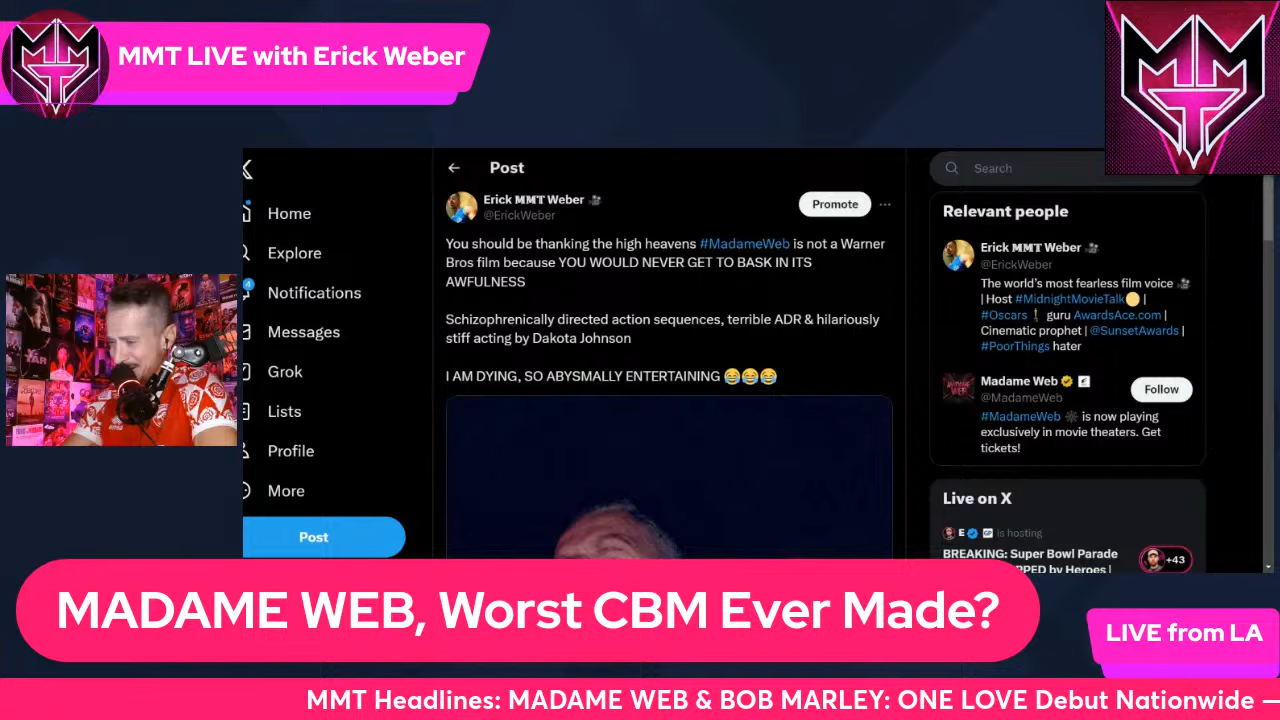 MMT LIVE with Erick Weber
Post
Search
Home
Explore
4
Notifications
Messages
Grok
Lists
Profile
More
Post
Erick MMT Weber
@ErickWeber
Promote
You should be thanking the high heavens #MadameWeb is not a Warner
Bros film because YOU WOULD NEVER GET TO BASK IN ITS
AWFULNESS
Schizophrenically directed action sequences, terrible ADR & hilariously
stiff acting by Dakota Johnson
I AM DYING, SO ABYSMALLY ENTERTAINING 😂😂😂
Relevant people
Erick MMT Weber
@ErickWeber
The world's most fearless film voice
| Host #MidnightMovieTalk |
#Oscars guru AwardsAce.com |
Cinematic prophet | @SunsetAwards |
#PoorThings hater
Madame Web
@MadameWeb
Follow
#MadameWeb is now playing
exclusively in movie theaters. Get
tickets!
Live on X
E is hosting
BREAKING: Super Bowl Parade
by Heroes |
+43
MADAME WEB, Worst CBM Ever Made?
LIVE from LA
MMT Headlines: MADAME WEB & BOB MARLEY: ONE LOVE Debut Nationwide —